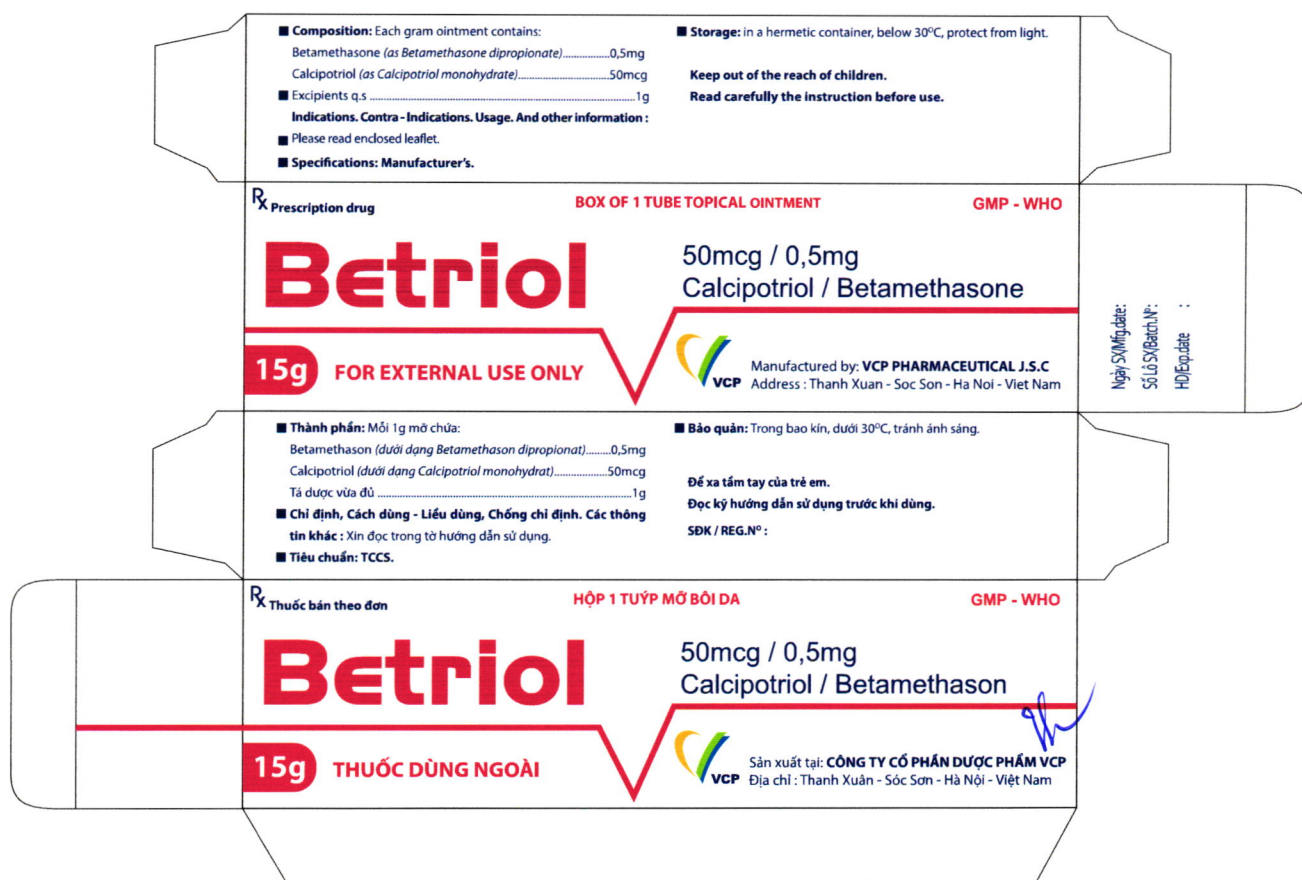 ■ Composition: Each gram ointment contains:
Betamethasone (as Betamethasone dipropionate)..............0,5mg
Calcipotriol (as Calcipotriol monohydrate)............................50mcg
■ Excipients q.s ................................................................................1g
Indications. Contra - Indications. Usage. And other information :
■ Please read enclosed leaflet.
■ Specifications: Manufacturer's.
■ Storage: in a hermetic container, below 30ºC, protect from light.
Keep out of the reach of children.
Read carefully the instruction before use.
Rx Prescription drug
BOX OF 1 TUBE TOPICAL OINTMENT
GMP - WHO
Betriol
50mcg / 0,5mg
Calcipotriol / Betamethasone
15g
FOR EXTERNAL USE ONLY
VCP
Manufactured by: VCP PHARMACEUTICAL J.S.C
Address : Thanh Xuan - Soc Son - Ha Noi - Viet Nam
Ngày SX/Mfg.date:
Số Lô SX/Batch.Nº:
HD/Exp.date :
■ Thành phần: Mỗi 1g mỡ chứa:
Betamethason (dưới dạng Betamethason dipropionat).........0,5mg
Calcipotriol (dưới dạng Calcipotriol monohydrat)................50mcg
Tá dược vừa đủ ............................................................................1g
■ Chỉ định, Cách dùng - Liều dùng, Chống chỉ định. Các thông
tin khác : Xin đọc trong tờ hướng dẫn sử dụng.
■ Tiêu chuẩn: TCCS.
■ Bảo quản: Trong bao kín, dưới 30ºC, tránh ánh sáng.
Để xa tầm tay của trẻ em.
Đọc kỹ hướng dẫn sử dụng trước khi dùng.
SĐK / REG.Nº :
Rx Thuốc bán theo đơn
HỘP 1 TUÝP MỠ BÔI DA
GMP - WHO
Betriol
50mcg / 0,5mg
Calcipotriol / Betamethason
15g
THUỐC DÙNG NGOÀI
VCP
Sản xuất tại: CÔNG TY CỔ PHẦN DƯỢC PHẨM VCP
Địa chỉ : Thanh Xuân - Sóc Sơn - Hà Nội - Việt Nam